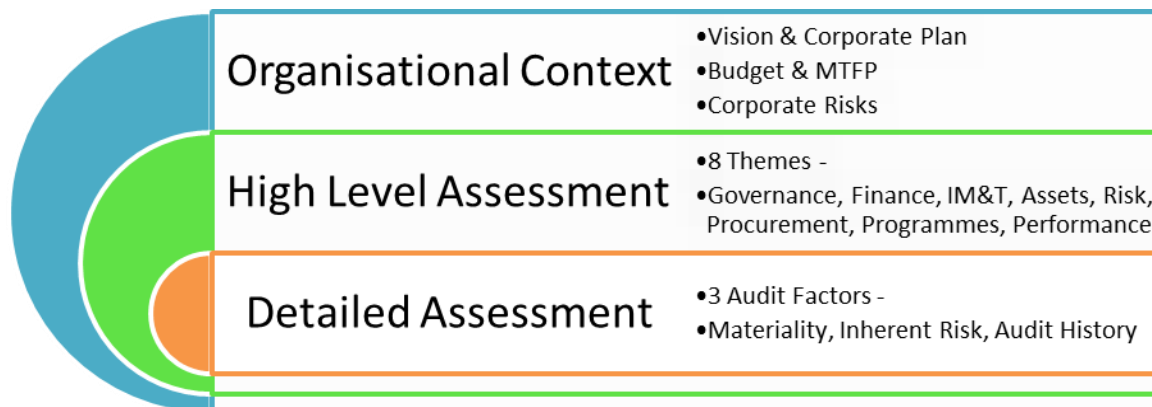 Organisational Context
•Vision & Corporate Plan
•Budget & MTFP
•Corporate Risks
High Level Assessment
•8 Themes -
•Governance, Finance, IM&T, Assets, Risk,
Procurement, Programmes, Performance
Detailed Assessment
•3 Audit Factors -
•Materiality, Inherent Risk, Audit History